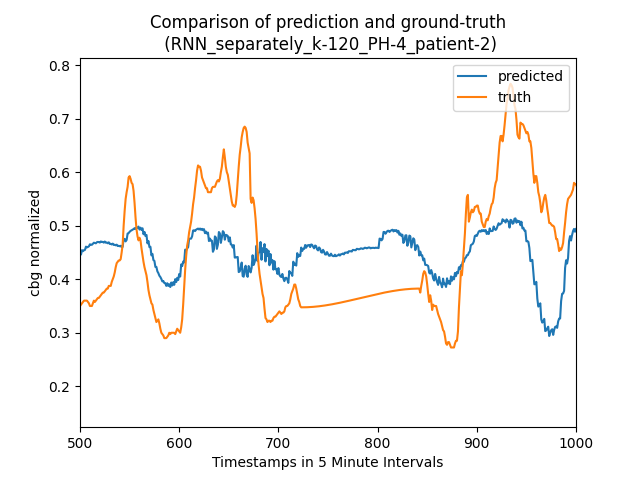 Comparison of prediction and ground-truth
(RNN_separately_k-120_PH-4_patient-2)
predicted
truth
cbg normalized
0.8
0.7
0.6
0.5
0.4
0.3
0.2
500 600 700 800 900 1000
Timestamps in 5 Minute Intervals